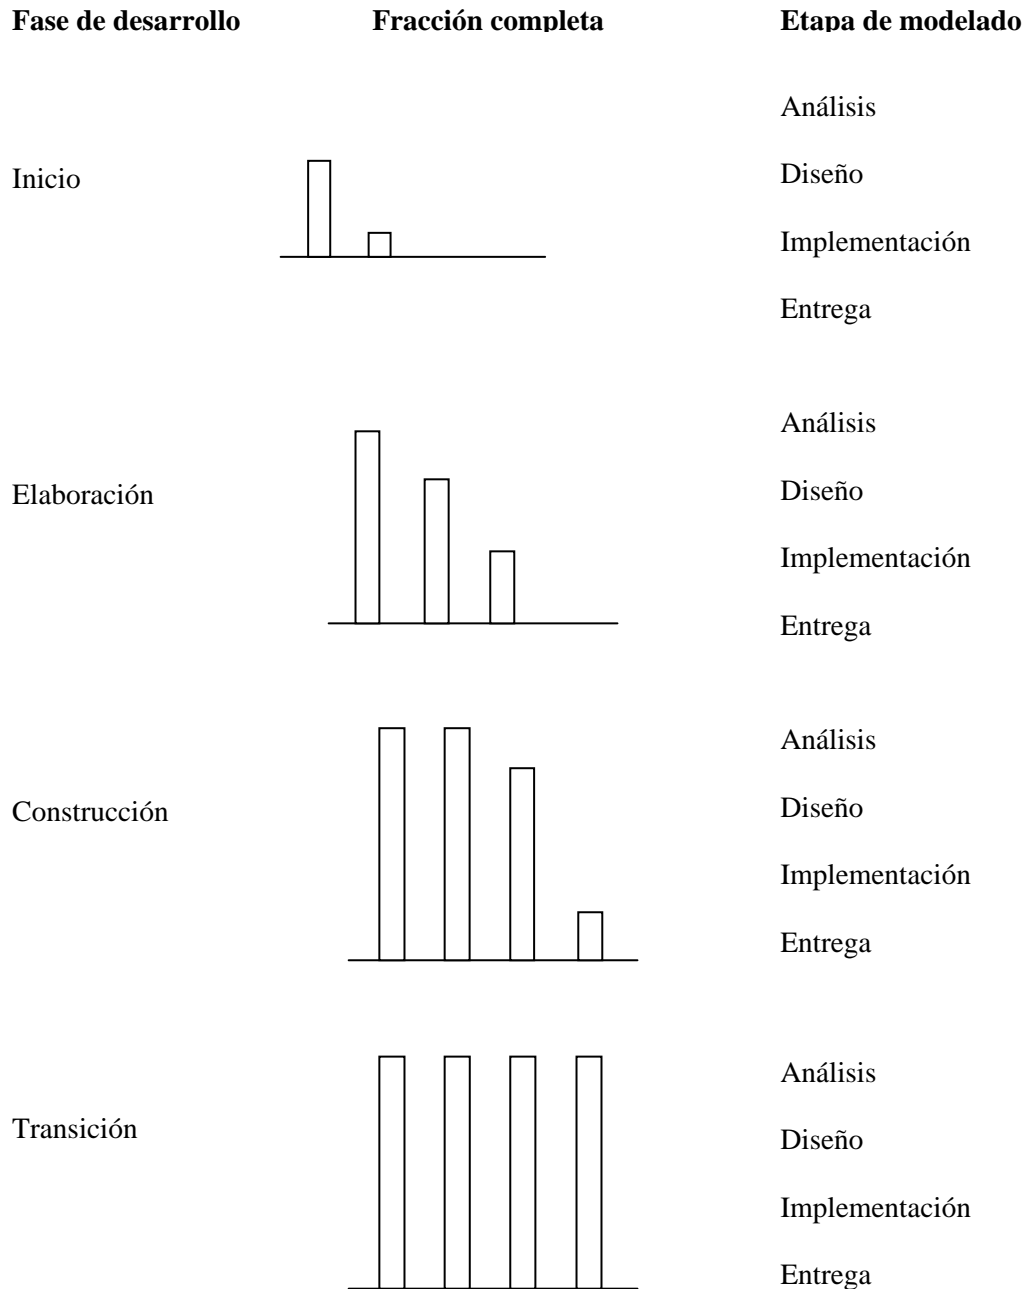 Fase de desarrollo Fracción completa Etapa de modelado
Análisis
Inicio
Diseño
Implementación
Entrega
Análisis
Elaboración
Diseño
Implementación
Entrega
Análisis
Construcción
Diseño
Implementación
Entrega
Análisis
Transición
Diseño
Implementación
Entrega